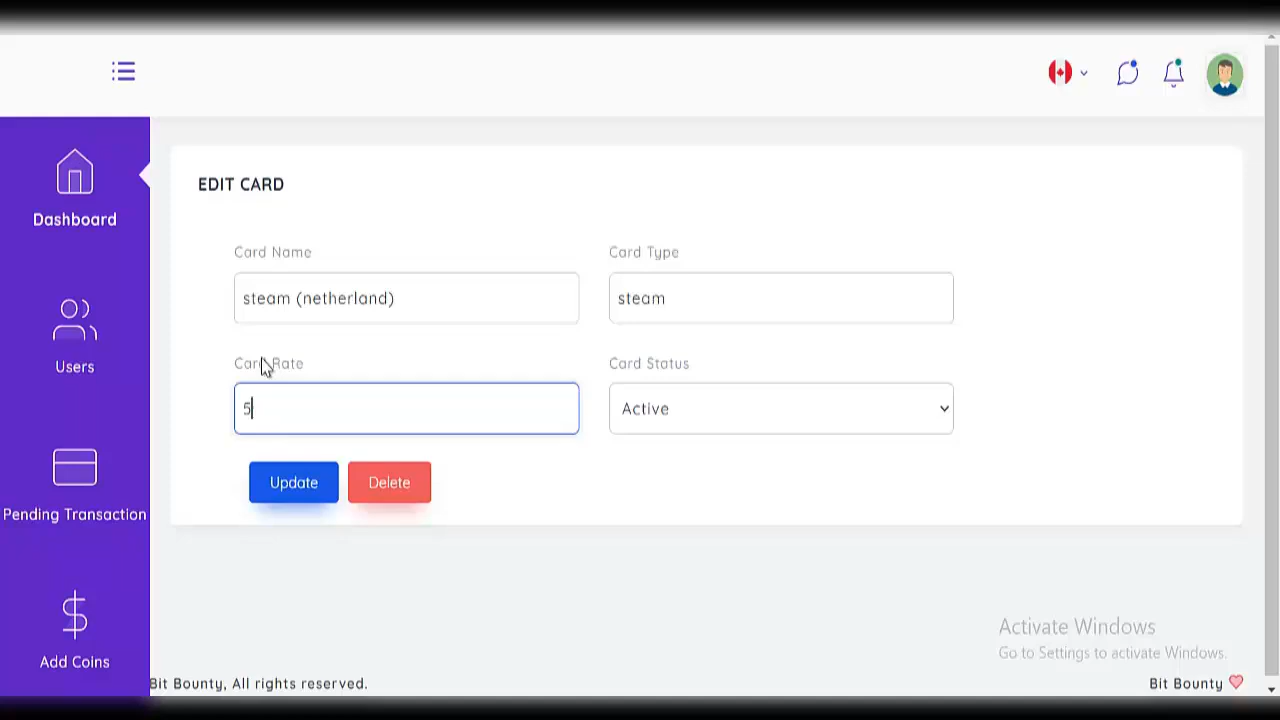 Dashboard
Users
Pending Transaction
Add Coins
EDIT CARD
Card Name
Card Type
steam (netherland)
steam
Card Rate
Card Status
5
Active
Update
Delete
Activate Windows
Go to Settings to activate Windows.
Bit Bounty, All rights reserved.
Bit Bounty